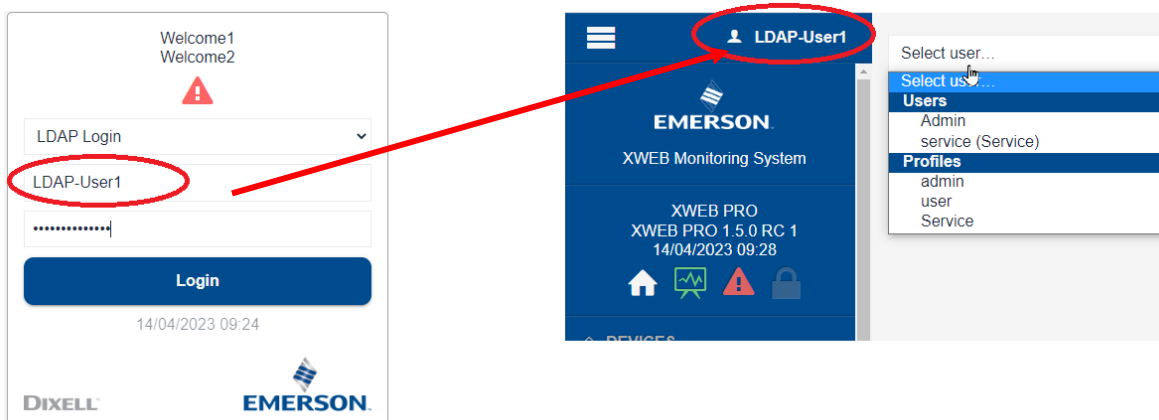 Welcome1
Welcome2
LDAP Login
LDAP-User1
Login
14/04/2023 09:24
DIXELL
EMERSON.
LDAP-User1
EMERSON.
XWEB Monitoring System
XWEB PRO
XWEB PRO 1.5.0 RC 1
14/04/2023 09:28
DEVICES
Select user...
Select user...
Users
Admin
service (Service)
Profiles
admin
user
Service